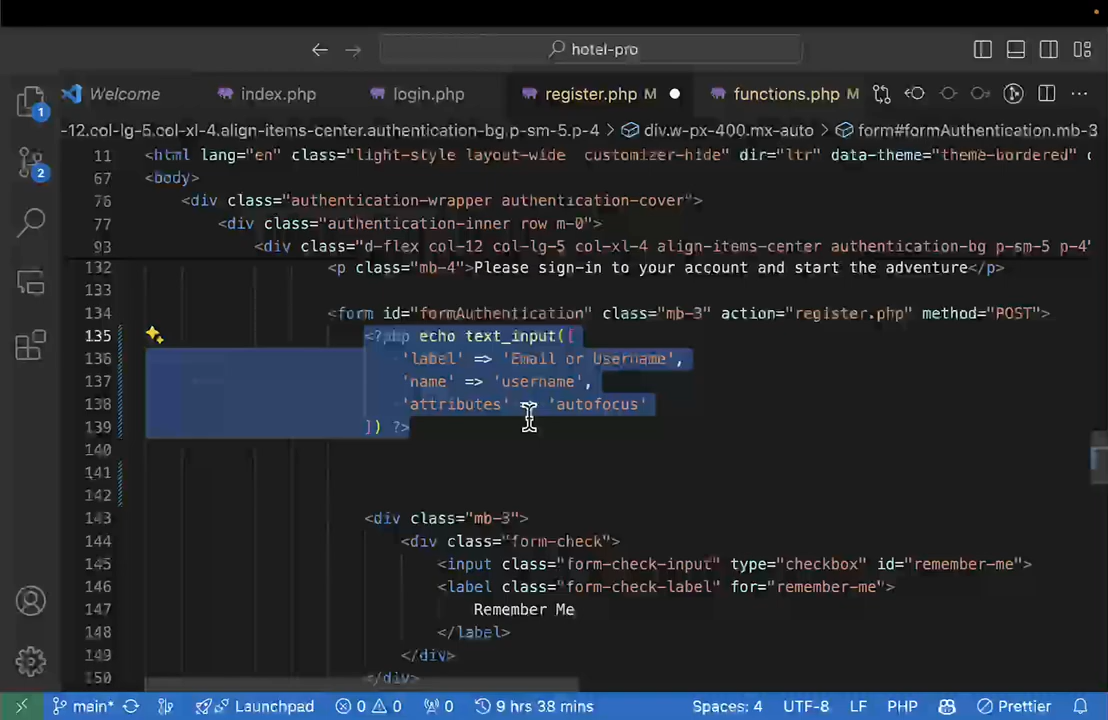 hotel-pro
Welcome index.php login.php register.php M functions.php M
-12.col-lg-5.col-xl-4.align-items-center.authentication-bg.p-sm-5.p-4 > div.w-px-400.mx-auto > form#formAuthentication.mb-3
11 <html lang="en" class="light-style layout-wide  customizer-hide" dir="ltr" data-theme="theme-bordered"
67 <body>
76 <div class="authentication-wrapper authentication-cover">
77 <div class="authentication-inner row m-0">
93 <div class="d-flex col-12 col-lg-5 col-xl-4 align-items-center authentication-bg p-sm-5 p-4"
132 <p class="mb-4">Please sign-in to your account and start the adventure</p>
133
134 <form id="formAuthentication" class="mb-3" action="register.php" method="POST">
135 <?php echo text_input([
136 'label' => 'Email or Username',
137 'name' => 'username',
138 'attributes' => 'autofocus'
139 ]) ?>
140
141
142
143 <div class="mb-3">
144 <div class="form-check">
145 <input class="form-check-input" type="checkbox" id="remember-me">
146 <label class="form-check-label" for="remember-me">
147 Remember Me
148 </label>
149 </div>
150 </div>
1
2
main* Launchpad 0 0 0 9 hrs 38 mins Spaces: 4 UTF-8 LF PHP Prettier